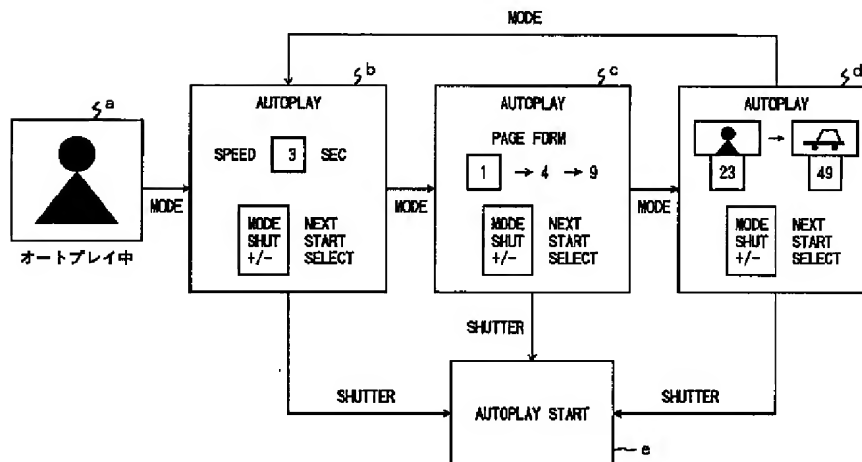 MODE
a
b
c
d
AUTOPLAY
SPEED 3 SEC
MODE NEXT
SHUT START
+/- SELECT
AUTOPLAY
PAGE FORM
1 → 4 → 9
MODE NEXT
SHUT START
+/- SELECT
AUTOPLAY
→
23 49
MODE NEXT
SHUT START
+/- SELECT
MODE
MODE
MODE
オートプレイ中
SHUTTER
SHUTTER
SHUTTER
AUTOPLAY START
e